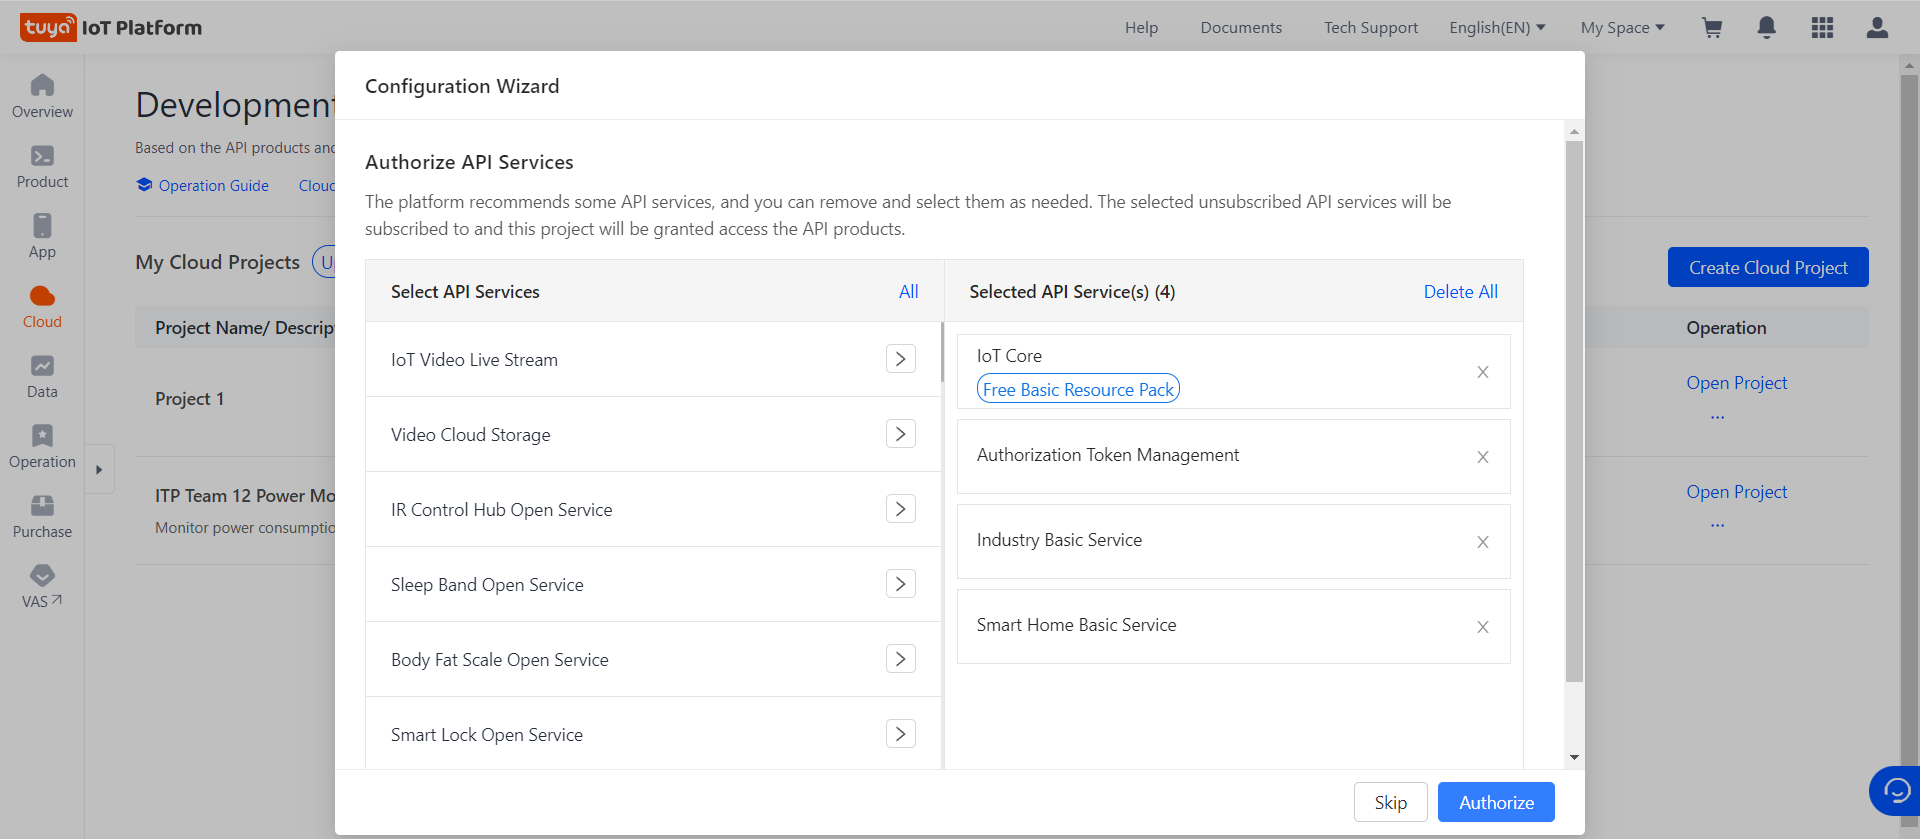 tuya IoT Platform
Help
Documents
Tech Support
English(EN)
My Space
Overview
Product
App
Cloud
Data
Operation
Purchase
VAS
Development
Based on the API products and
Operation Guide
Cloud
My Cloud Projects
Create Cloud Project
Project Name/ Descrip
Operation
Project 1
Open Project
...
ITP Team 12 Power Mo
Monitor power consumptio
Open Project
...
Configuration Wizard
Authorize API Services
The platform recommends some API services, and you can remove and select them as needed. The selected unsubscribed API services will be
subscribed to and this project will be granted access the API products.
Select API Services
All
IoT Video Live Stream
Video Cloud Storage
IR Control Hub Open Service
Sleep Band Open Service
Body Fat Scale Open Service
Smart Lock Open Service
Selected API Service(s) (4)
Delete All
IoT Core
Free Basic Resource Pack
Authorization Token Management
Industry Basic Service
Smart Home Basic Service
Skip
Authorize